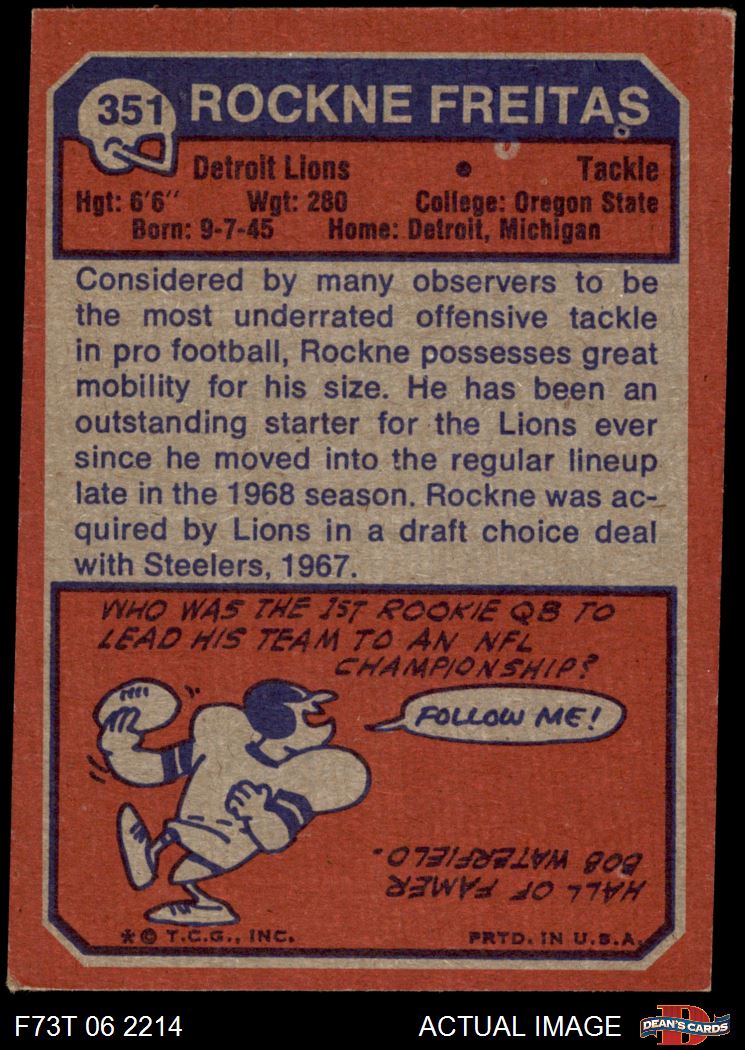 351 ROCKNE FREITAS
Detroit Lions • Tackle
Hgt: 6'6" Wgt: 280 College: Oregon State
Born: 9-7-45 Home: Detroit, Michigan
Considered by many observers to be
the most underrated offensive tackle
in pro football, Rockne possesses great
mobility for his size. He has been an
outstanding starter for the Lions ever
since he moved into the regular lineup
late in the 1968 season. Rockne was ac-
quired by Lions in a draft choice deal
with Steelers, 1967.
WHO WAS THE 1ST ROOKIE QB TO
LEAD HIS TEAM TO AN NFL
CHAMPIONSHIP?
FOLLOW ME!
HALL OF FAMER
BOB WATERFIELD.
* © T.C.G., INC. PRTD. IN U.S.A.
F73T 06 2214 ACTUAL IMAGE DEAN'S CARDS